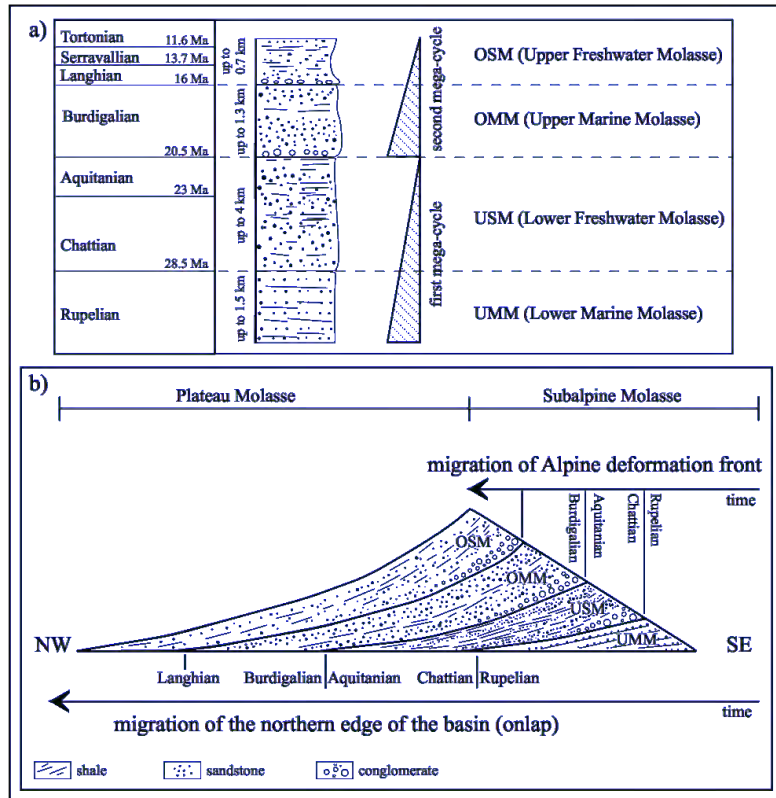 a)
Tortonian
11.6 Ma
Serravallian
13.7 Ma
Langhian
16 Ma
Burdigalian
20.5 Ma
Aquitanian
23 Ma
Chattian
28.5 Ma
Rupelian
up to
0.7 km
up to 1.3 km
up to 4 km
up to 1.5 km
second mega-cycle
first mega-cycle
OSM (Upper Freshwater Molasse)
OMM (Upper Marine Molasse)
USM (Lower Freshwater Molasse)
UMM (Lower Marine Molasse)
b)
Plateau Molasse
Subalpine Molasse
migration of Alpine deformation front
time
Burdigalian
Aquitanian
Chattian
Rupelian
OSM
OMM
USM
UMM
NW
SE
Langhian
Burdigalian
Aquitanian
Chattian
Rupelian
time
migration of the northern edge of the basin (onlap)
shale
sandstone
conglomerate